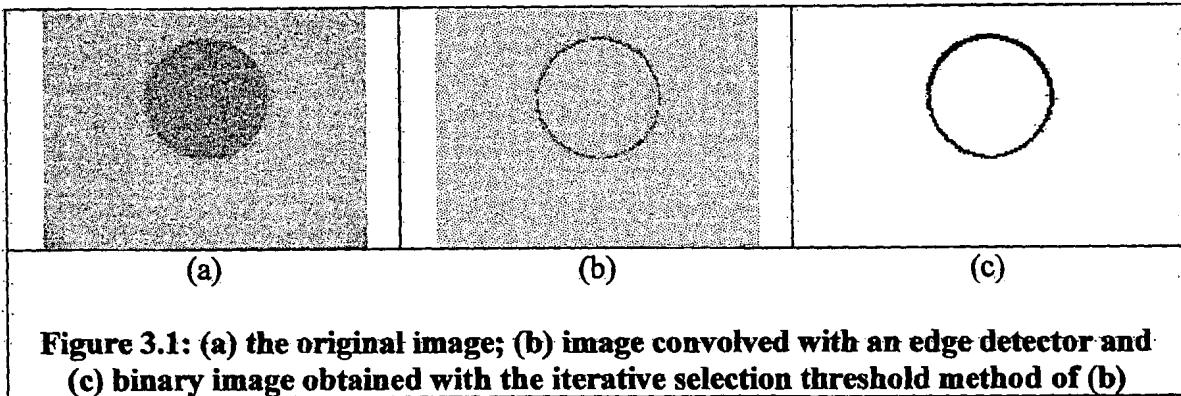 (a)
(b)
(c)
Figure 3.1: (a) the original image; (b) image convolved with an edge detector and
(c) binary image obtained with the iterative selection threshold method of (b)